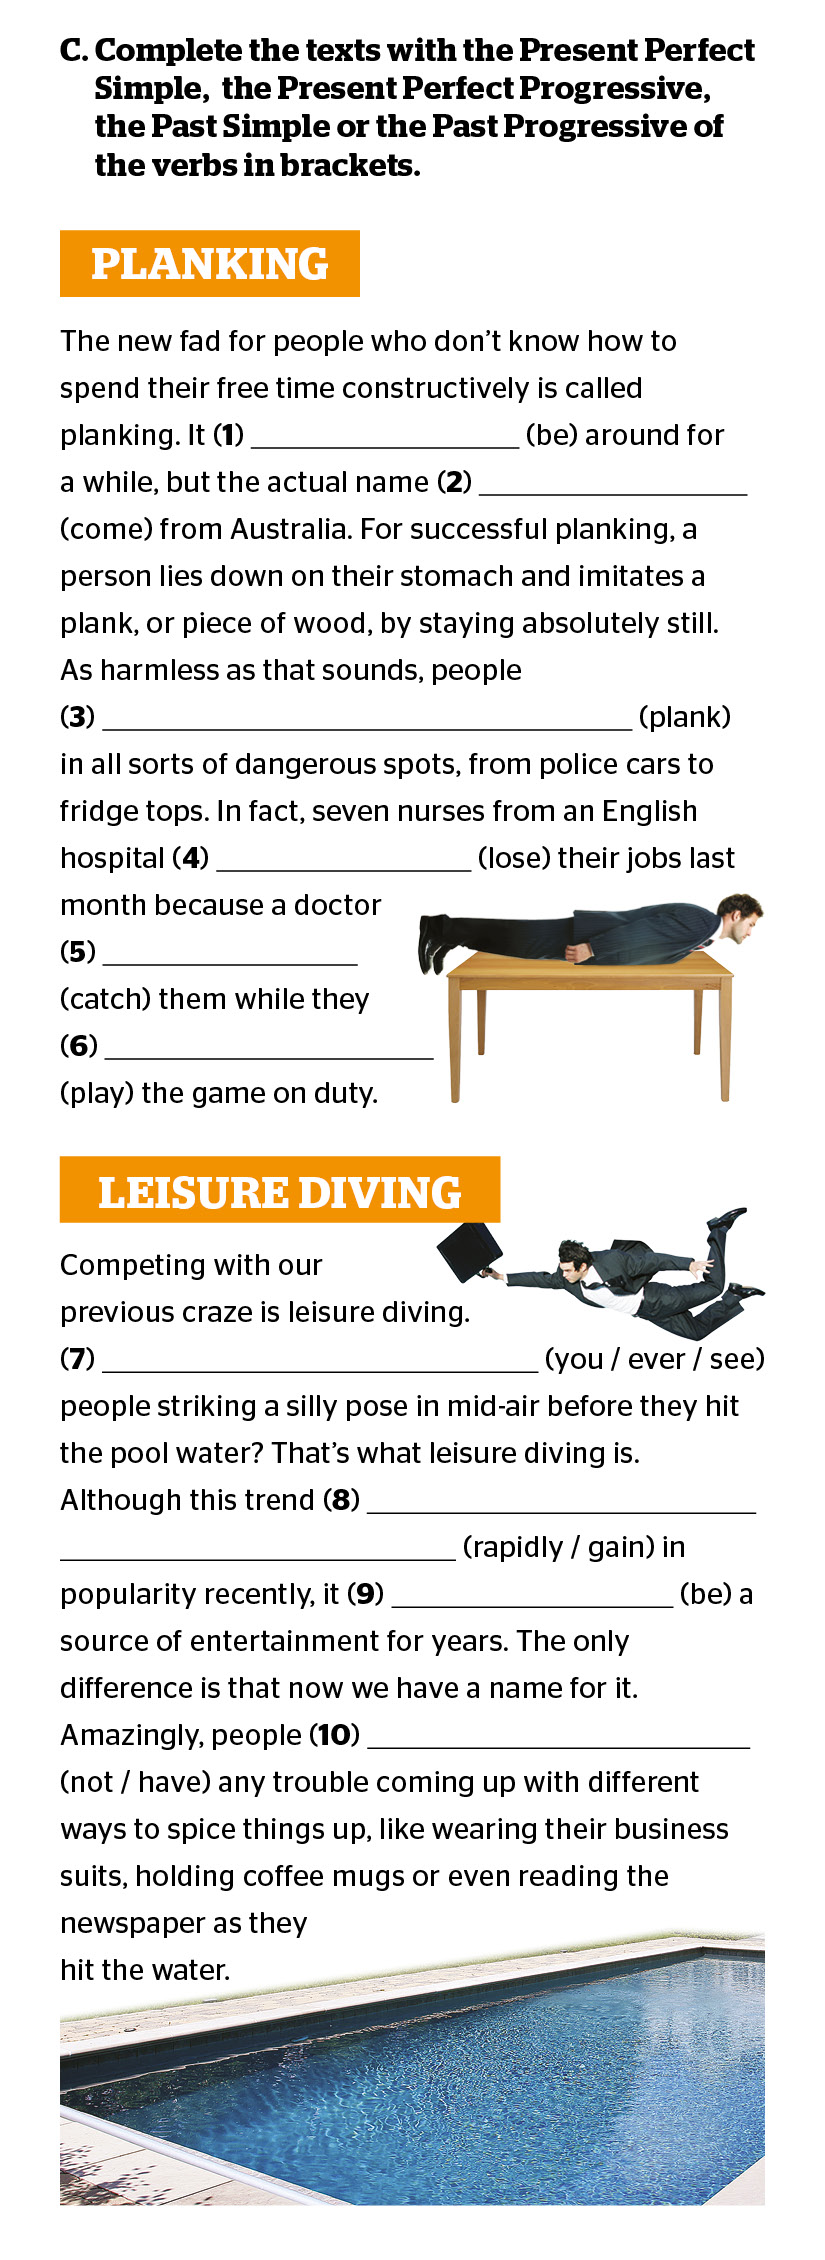 C. Complete the texts with the Present Perfect
Simple, the Present Perfect Progressive,
the Past Simple or the Past Progressive of
the verbs in brackets.
PLANKING
The new fad for people who don't know how to
spend their free time constructively is called
planking. It (1) ____________________ (be) around for
a while, but the actual name (2) ____________________
(come) from Australia. For successful planking, a
person lies down on their stomach and imitates a
plank, or piece of wood, by staying absolutely still.
As harmless as that sounds, people
(3) ________________________________________ (plank)
in all sorts of dangerous spots, from police cars to
fridge tops. In fact, seven nurses from an English
hospital (4) ___________________ (lose) their jobs last
month because a doctor
(5) ___________________
(catch) them while they
(6) _________________________
(play) the game on duty.
LEISURE DIVING
Competing with our
previous craze is leisure diving.
(7) _________________________________ (you / ever / see)
people striking a silly pose in mid-air before they hit
the pool water? That's what leisure diving is.
Although this trend (8) _____________________________
______________________________ (rapidly / gain) in
popularity recently, it (9) _____________________ (be) a
source of entertainment for years. The only
difference is that now we have a name for it.
Amazingly, people (10) _____________________________
(not / have) any trouble coming up with different
ways to spice things up, like wearing their business
suits, holding coffee mugs or even reading the
newspaper as they
hit the water.